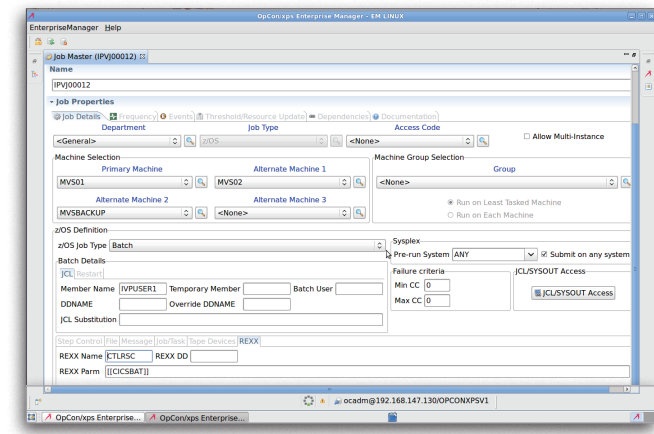 OpCon/xps Enterprise Manager - EM LINUX
EnterpriseManager Help
Job Master (IPVJ00012)
Name
IPVJ00012
Job Properties
Job Details Frequency Events Threshold/Resource Update Dependencies Documentation
Department Job Type Access Code
<General> z/OS <None> Allow Multi-Instance
Machine Selection Machine Group Selection
Primary Machine Alternate Machine 1 Group
MVS01 MVS02 <None>
Alternate Machine 2 Alternate Machine 3 Run on Least Tasked Machine
MVSBACKUP <None> Run on Each Machine
z/OS Definition
z/OS Job Type Batch Sysplex
Pre-run System ANY Submit on any system
Batch Details Failure criteria JCL/SYSOUT Access
JCL Restart
Member Name IVPUSER1 Temporary Member Batch User Min CC 0 JCL/SYSOUT Access
DDNAME Override DDNAME Max CC 0
JCL Substitution
Step Control File Message Job/Task Tape Devices REXX
REXX Name CTLRSC REXX DD
REXX Parm [[CICSBAT]]
ocadm@192.168.147.130/OPCONXPSV1
OpCon/xps Enterprise... OpCon/xps Enterprise...